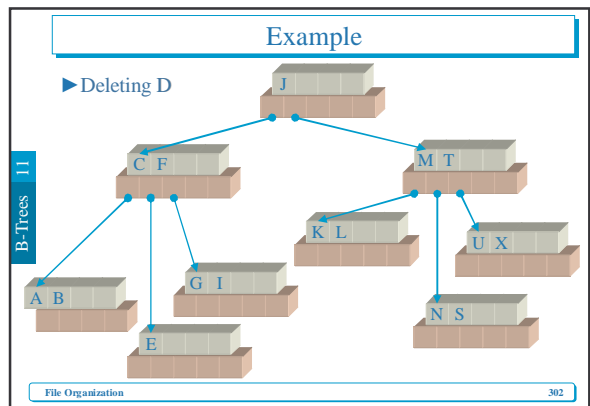 Example
►Deleting D
J
C F
M T
K L
U X
A B
G I
N S
E
B-Trees 11
File Organization 302